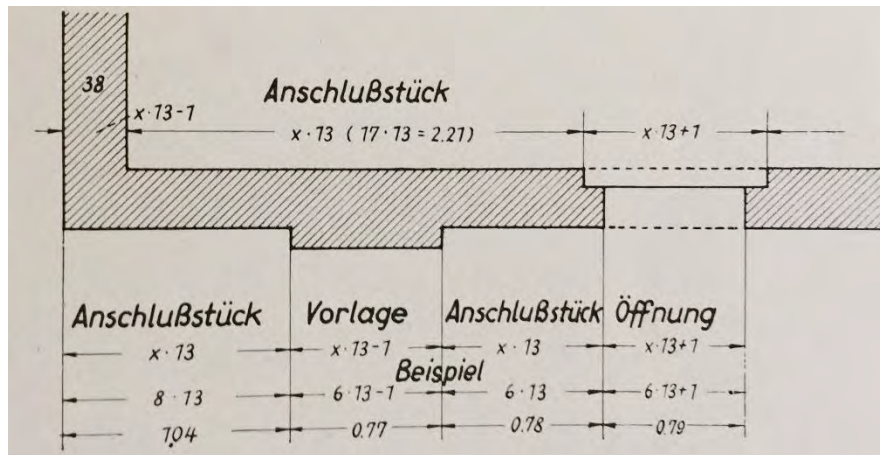 38
Anschlußstück
x·13-1
x·13 ( 17·13 = 2.21)
x·13+1
Anschlußstück Vorlage Anschlußstück Öffnung
x·13 x·13-1 x·13 x·13+1
Beispiel
8·13 6·13-1 6·13 6·13+1
1.04 0.77 0.78 0.79